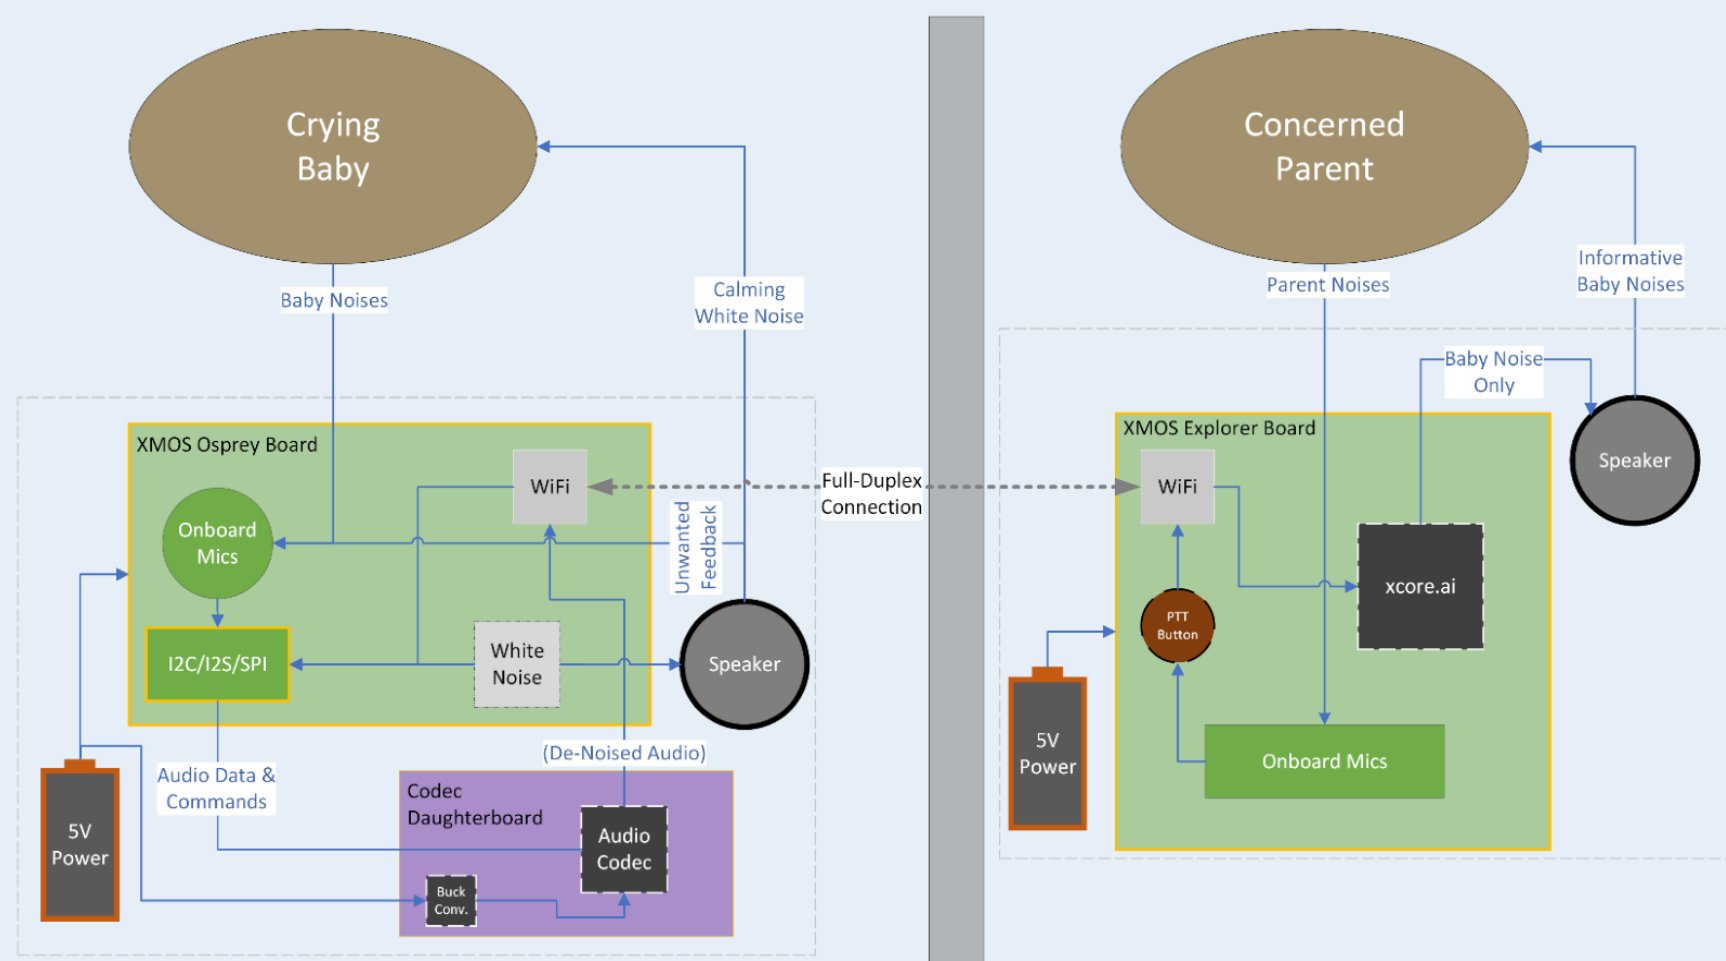 Crying
Baby
Concerned
Parent
Baby Noises
Calming
White Noise
Parent Noises
Informative
Baby Noises
XMOS Osprey Board
Onboard
Mics
WiFi
I2C/I2S/SPI
White
Noise
Unwanted
Feedback
Speaker
Full-Duplex
Connection
5V
Power
Audio Data &
Commands
(De-Noised Audio)
Codec
Daughterboard
Audio
Codec
Buck
Conv.
XMOS Explorer Board
Baby Noise
Only
WiFi
xcore.ai
PTT
Button
Onboard Mics
Speaker
5V
Power